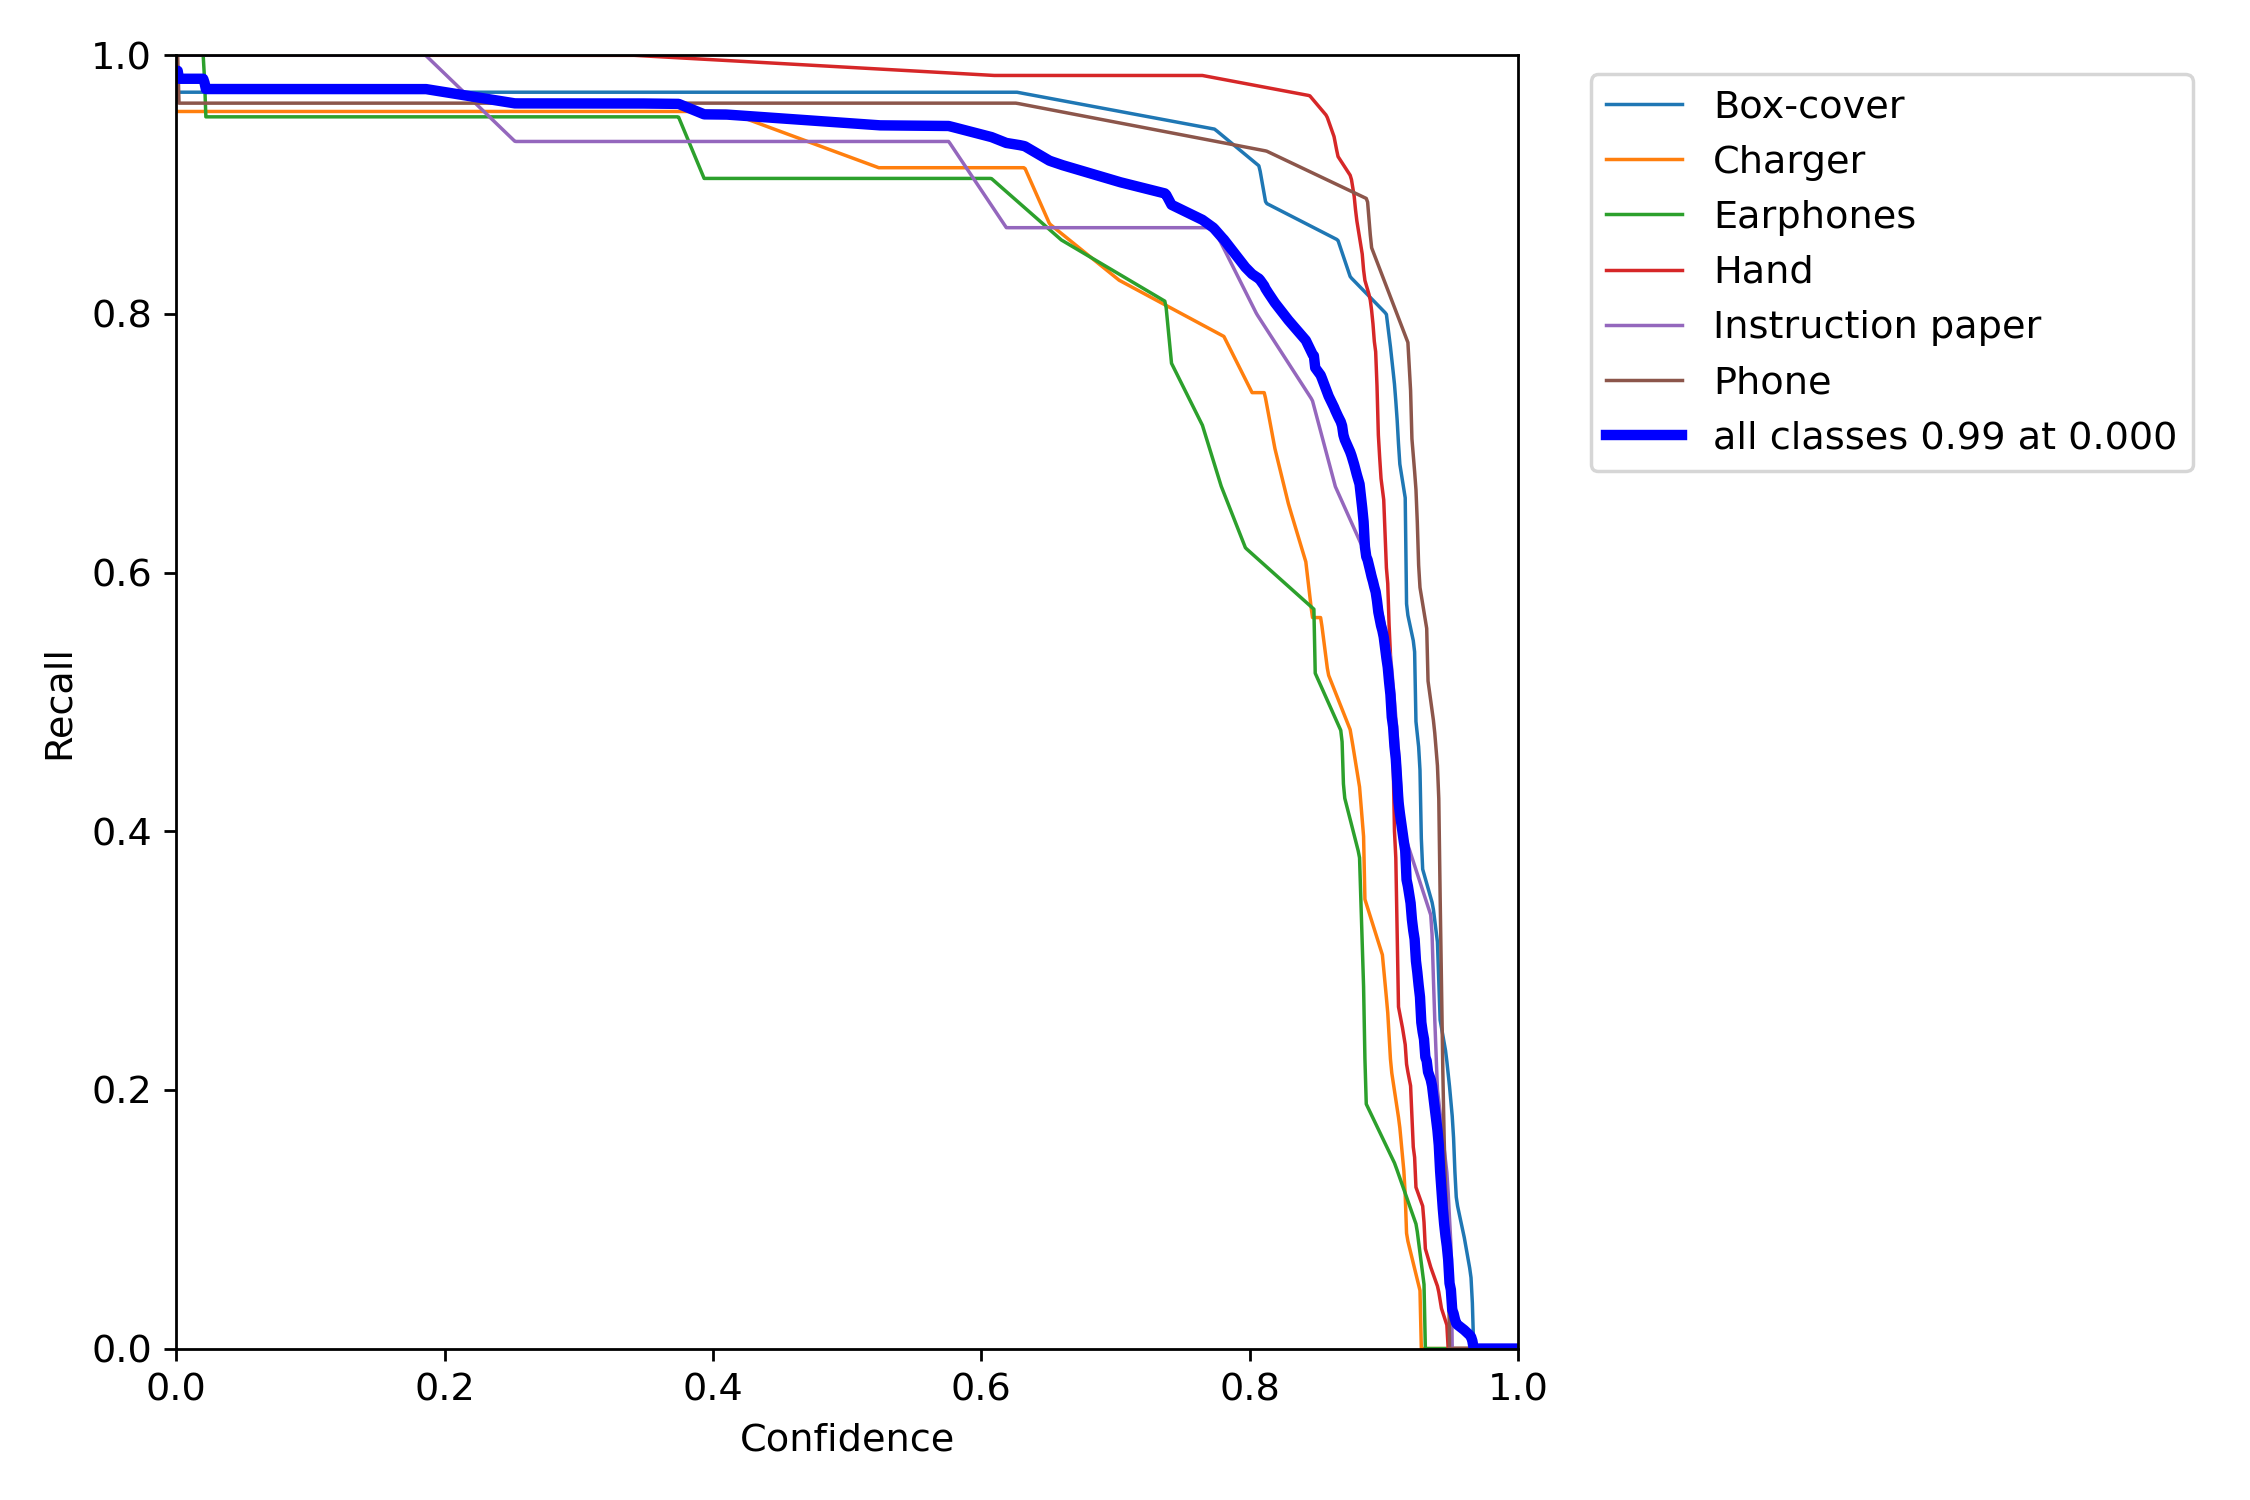 1.0
0.8
0.6
0.4
0.2
0.0
Recall
0.0 0.2 0.4 0.6 0.8 1.0
Confidence
Box-cover
Charger
Earphones
Hand
Instruction paper
Phone
all classes 0.99 at 0.000